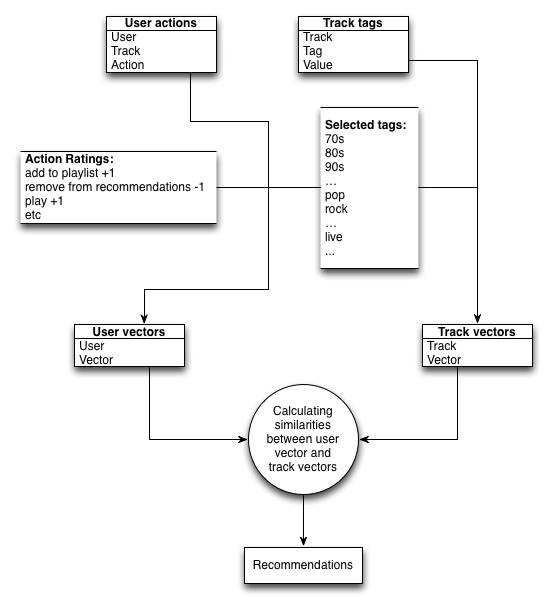 User actions
User
Track
Action
Track tags
Track
Tag
Value
Selected tags:
70s
80s
90s
...
pop
rock
...
live
...
Action Ratings:
add to playlist +1
remove from recommendations -1
play +1
etc
User vectors
User
Vector
Track vectors
Track
Vector
Calculating
similarities
between user
vector and
track vectors
Recommendations